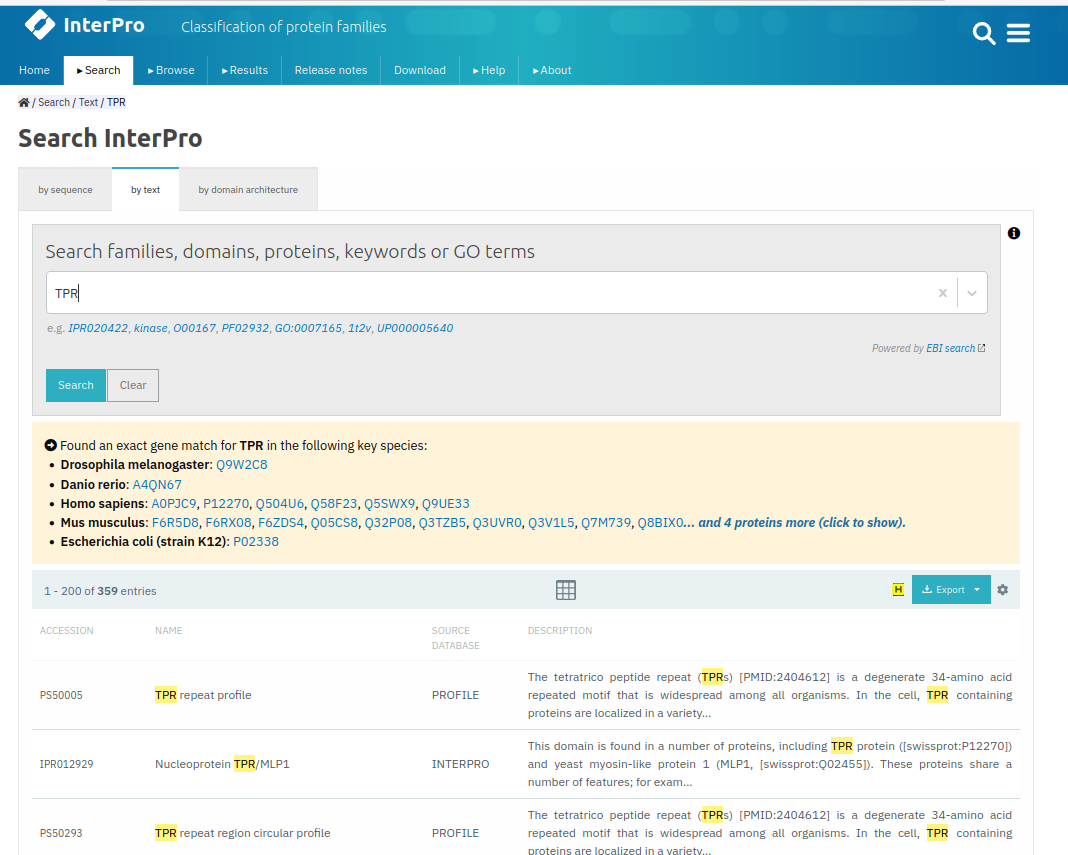 InterPro Classification of protein families
Home ▸ Search ▸ Browse ▸ Results Release notes Download ▸ Help ▸ About
/ Search / Text / TPR
Search InterPro
by sequence by text by domain architecture
Search families, domains, proteins, keywords or GO terms
TPR
e.g. IPR020422, kinase, O00167, PF02932, GO:0007165, 1t2v, UP000005640
Powered by EBI search
Search Clear
Found an exact gene match for TPR in the following key species:
• Drosophila melanogaster: Q9W2C8
• Danio rerio: A4QN67
• Homo sapiens: A0PJC9, P12270, Q504U6, Q58F23, Q5SWX9, Q9UE33
• Mus musculus: F6R5D8, F6RX08, F6ZDS4, Q05CS8, Q32P08, Q3TZB5, Q3UVR0, Q3V1L5, Q7M739, Q8BIX0... and 4 proteins more (click to show).
• Escherichia coli (strain K12): P02338
1 - 200 of 359 entries H Export
ACCESSION NAME SOURCE DATABASE DESCRIPTION
PS50005 TPR repeat profile PROFILE
The tetratrico peptide repeat (TPRs) [PMID:2404612] is a degenerate 34-amino acid
repeated motif that is widespread among all organisms. In the cell, TPR containing
proteins are localized in a variety...
IPR012929 Nucleoprotein TPR/MLP1 INTERPRO
This domain is found in a number of proteins, including TPR protein ([swissprot:P12270])
and yeast myosin-like protein 1 (MLP1, [swissprot:Q02455]). These proteins share a
number of features; for exam...
PS50293 TPR repeat region circular profile PROFILE
The tetratrico peptide repeat (TPRs) [PMID:2404612] is a degenerate 34-amino acid
repeated motif that is widespread among all organisms. In the cell, TPR containing
proteins are localized in a variety...